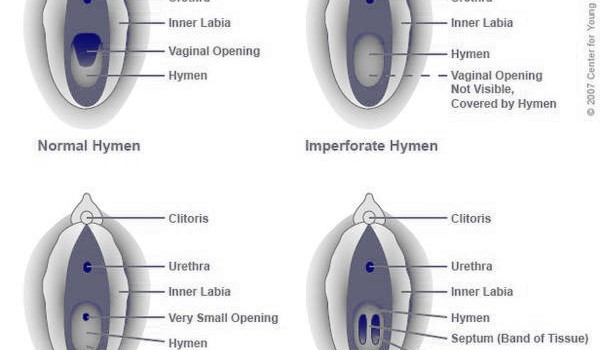 Urethra
Inner Labia
Vaginal Opening
Hymen
Normal Hymen
Urethra
Inner Labia
Hymen
Vaginal Opening
Not Visible,
Covered by Hymen
Imperforate Hymen
© 2007 Center for Young
Clitoris
Urethra
Inner Labia
Very Small Opening
Hymen
Clitoris
Urethra
Inner Labia
Hymen
Septum (Band of Tissue)